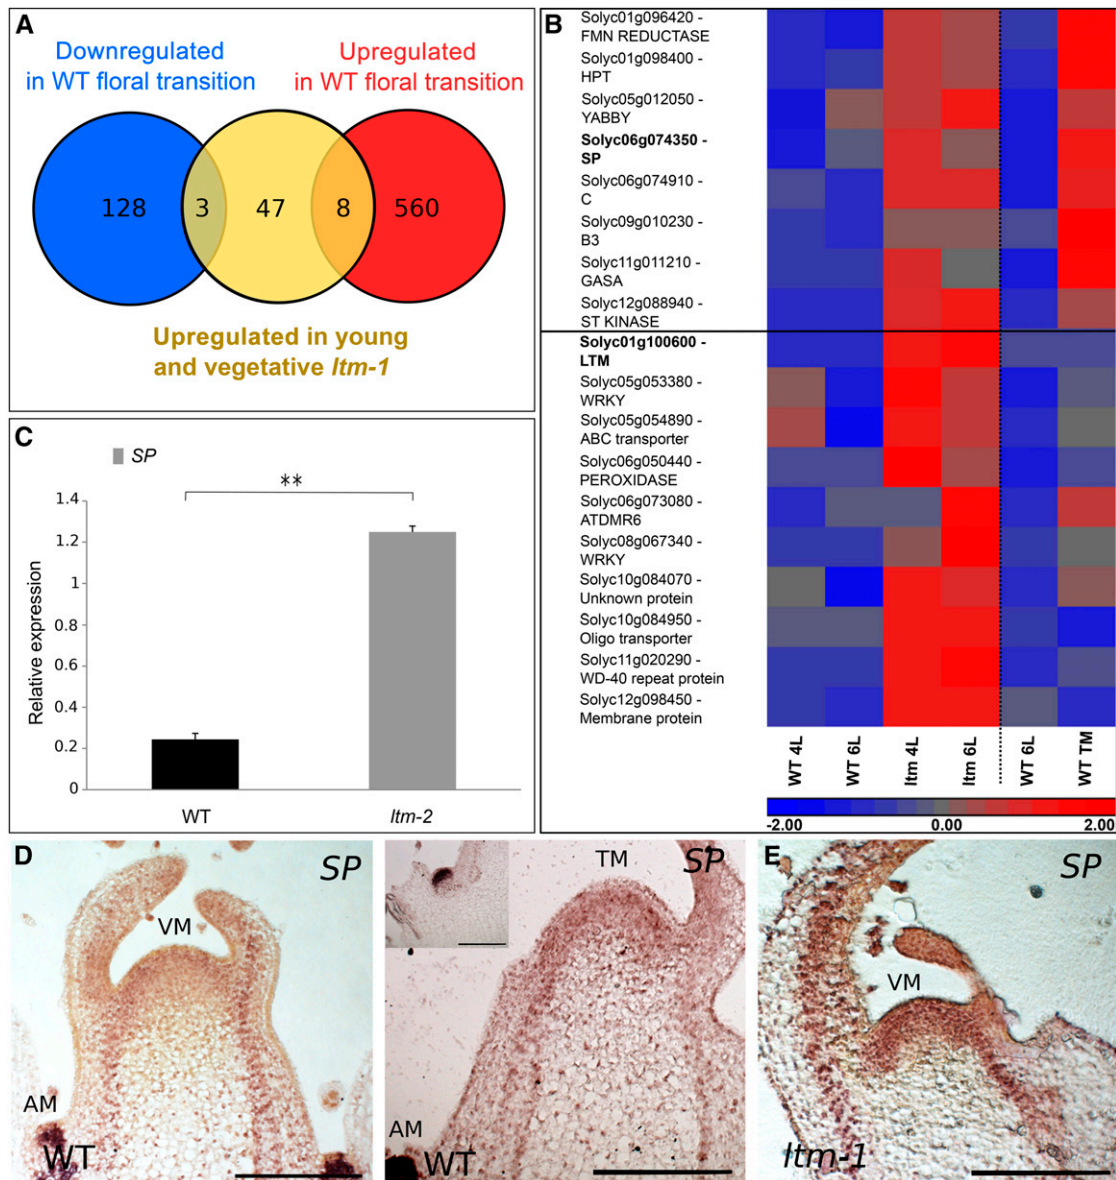 A
Downregulated
in WT floral transition
Upregulated
in WT floral transition
128
3
47
8
560
Upregulated in young
and vegetative ltm-1
B
Solyc01g096420 -
FMN REDUCTASE
Solyc01g098400 -
HPT
Solyc05g012050 -
YABBY
Solyc06g074350 -
SP
Solyc06g074910 -
C
Solyc09g010230 -
B3
Solyc11g011210 -
GASA
Solyc12g088940 -
ST KINASE
Solyc01g100600 -
LTM
Solyc05g053380 -
WRKY
Solyc05g054890 -
ABC transporter
Solyc06g050440 -
PEROXIDASE
Solyc06g073080 -
ATDMR6
Solyc08g067340 -
WRKY
Solyc10g084070 -
Unknown protein
Solyc10g084950 -
Oligo transporter
Solyc11g020290 -
WD-40 repeat protein
Solyc12g098450 -
Membrane protein
WT 4L
WT 6L
ltm 4L
ltm 6L
WT 6L
WT TM
-2.00
0.00
2.00
C
SP
**
Relative expression
1.4
1.2
1
0.8
0.6
0.4
0.2
0
WT
ltm-2
D
SP
VM
AM
WT
TM
SP
AM
WT
E
SP
VM
ltm-1